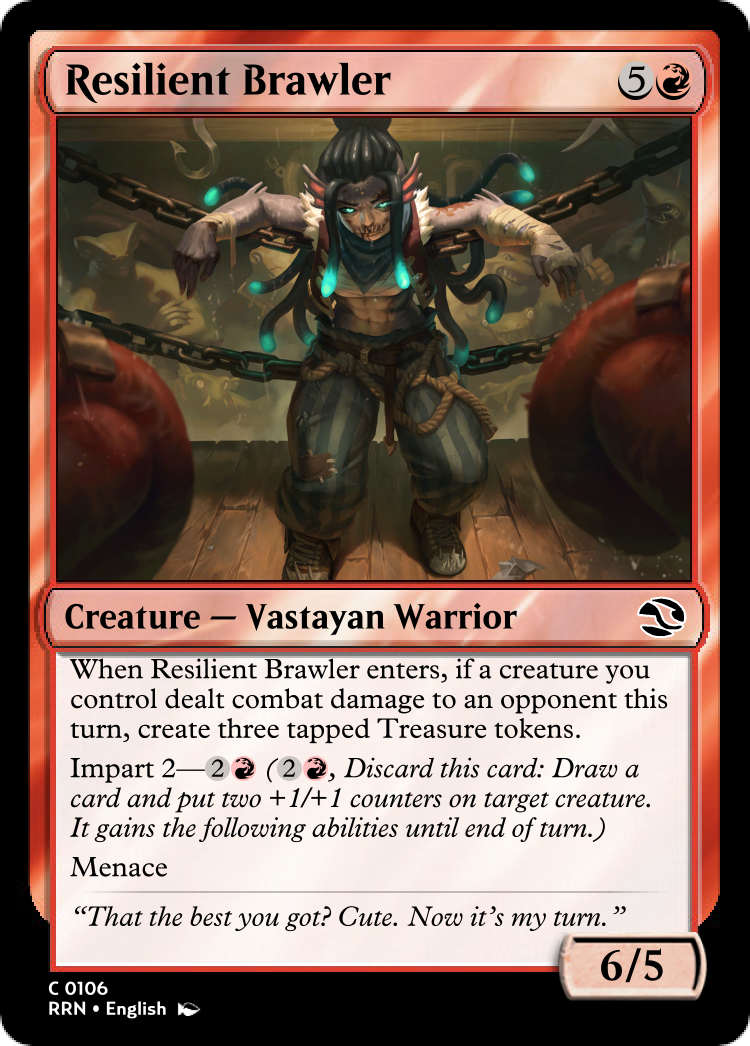 Resilient Brawler 5
Creature — Vastayan Warrior
When Resilient Brawler enters, if a creature you
control dealt combat damage to an opponent this
turn, create three tapped Treasure tokens.
Impart 2—2 (2, Discard this card: Draw a
card and put two +1/+1 counters on target creature.
It gains the following abilities until end of turn.)
Menace
“That the best you got? Cute. Now it’s my turn.”
6/5
C 0106
RRN • English